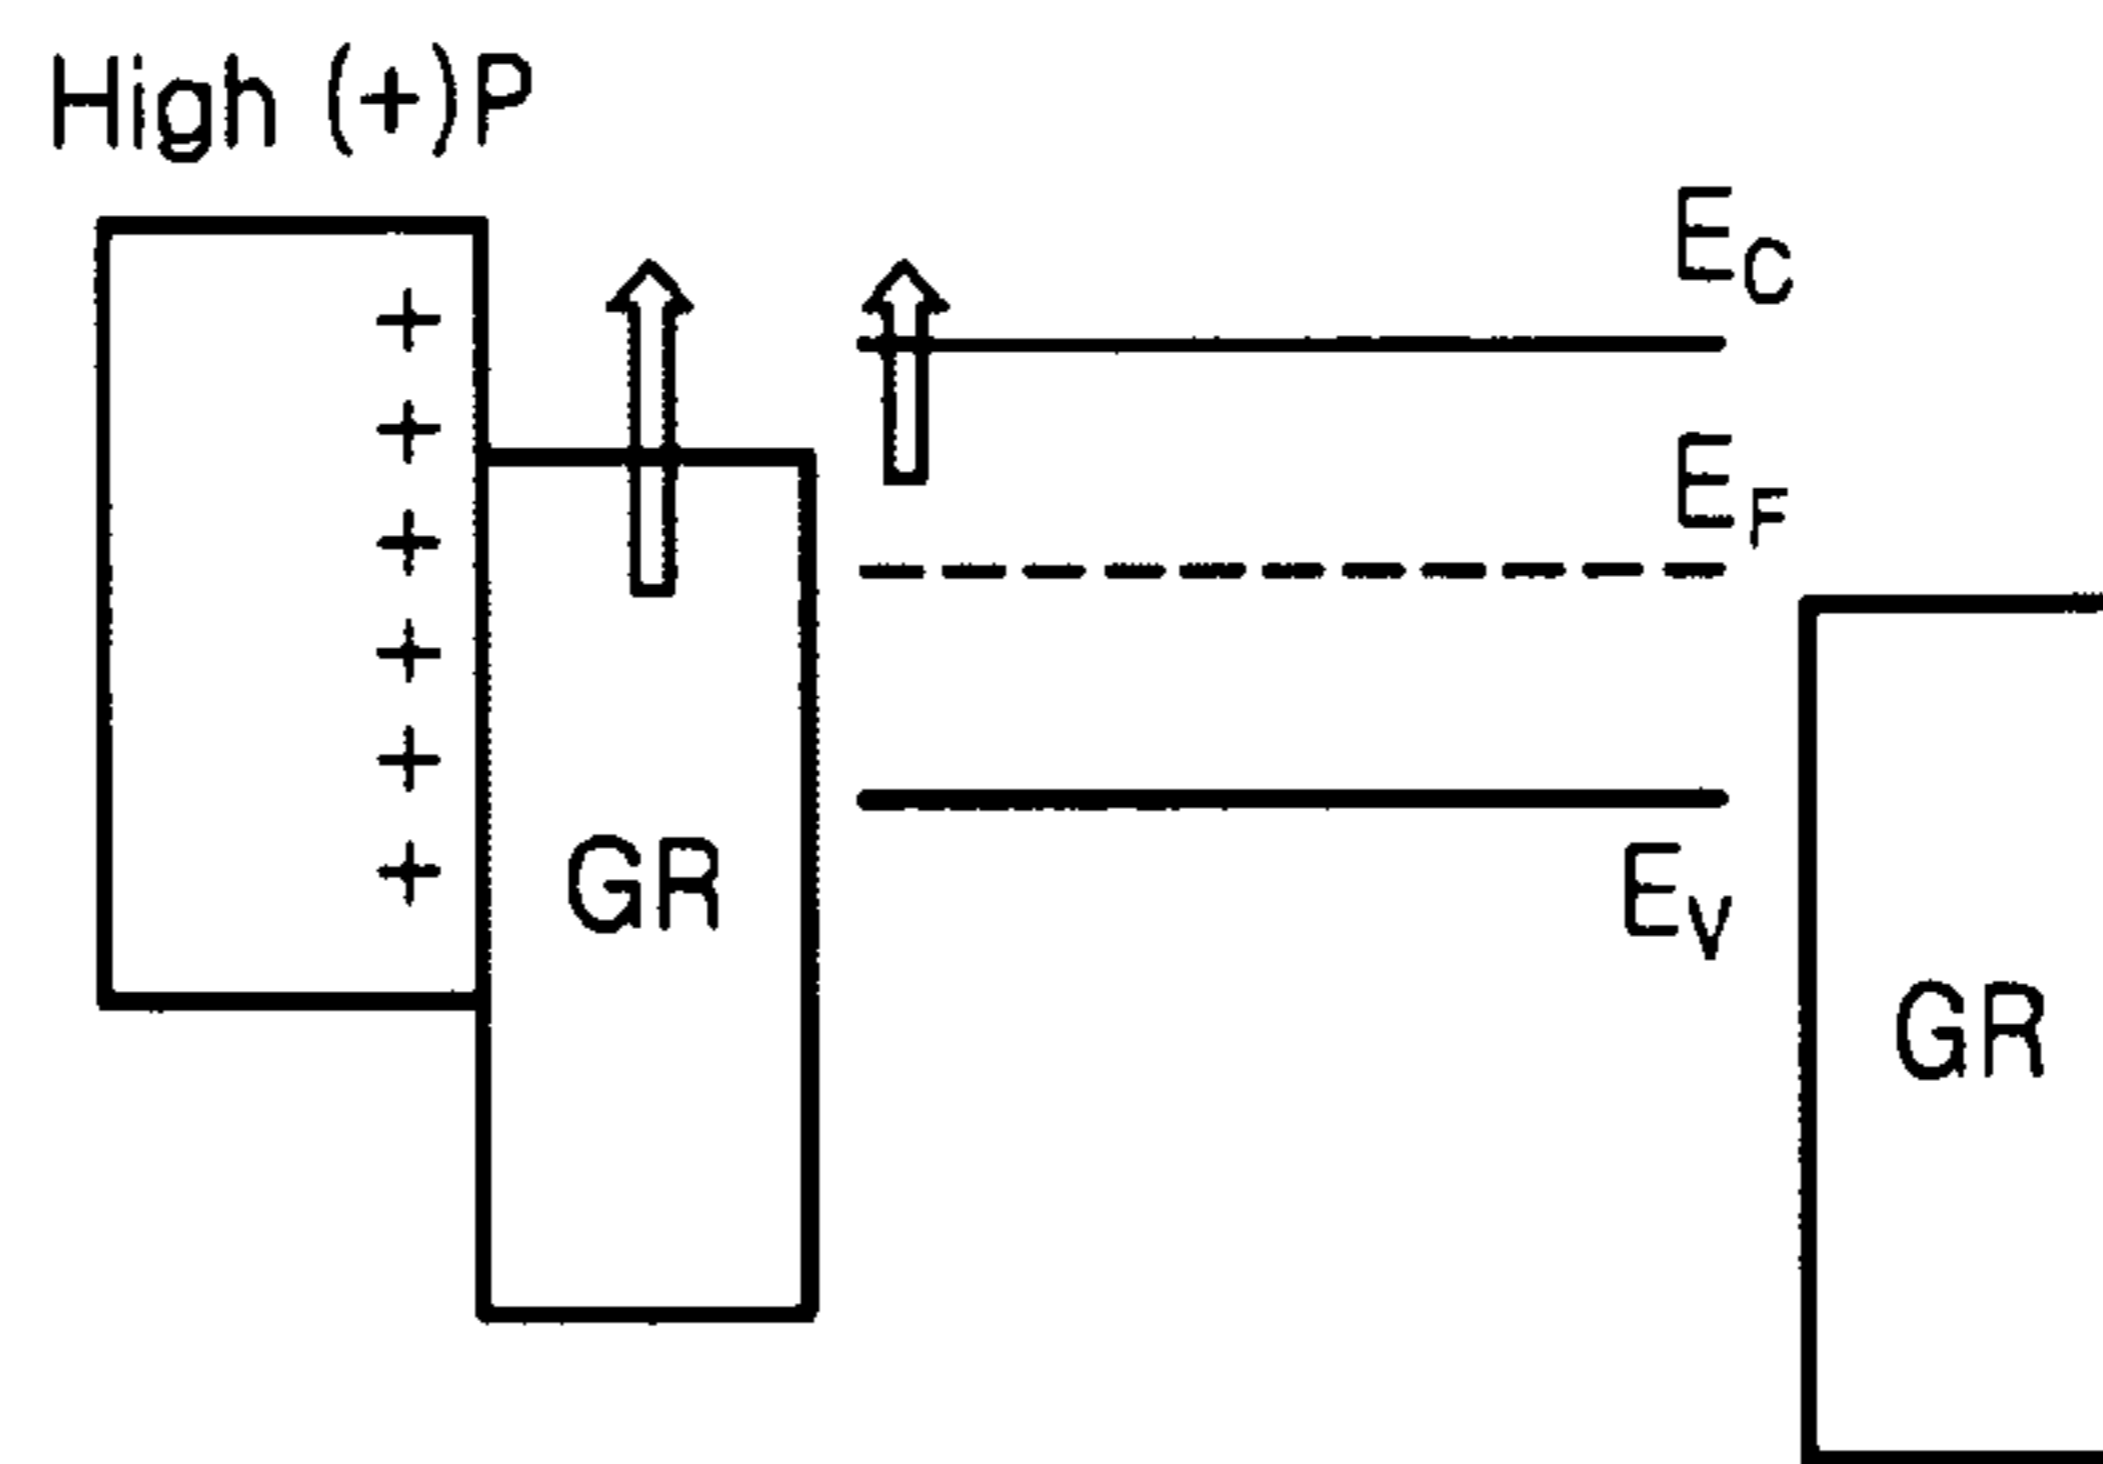 High (+)P
E_C
+
+
E_F
+
+
+
+
GR
E_V
GR